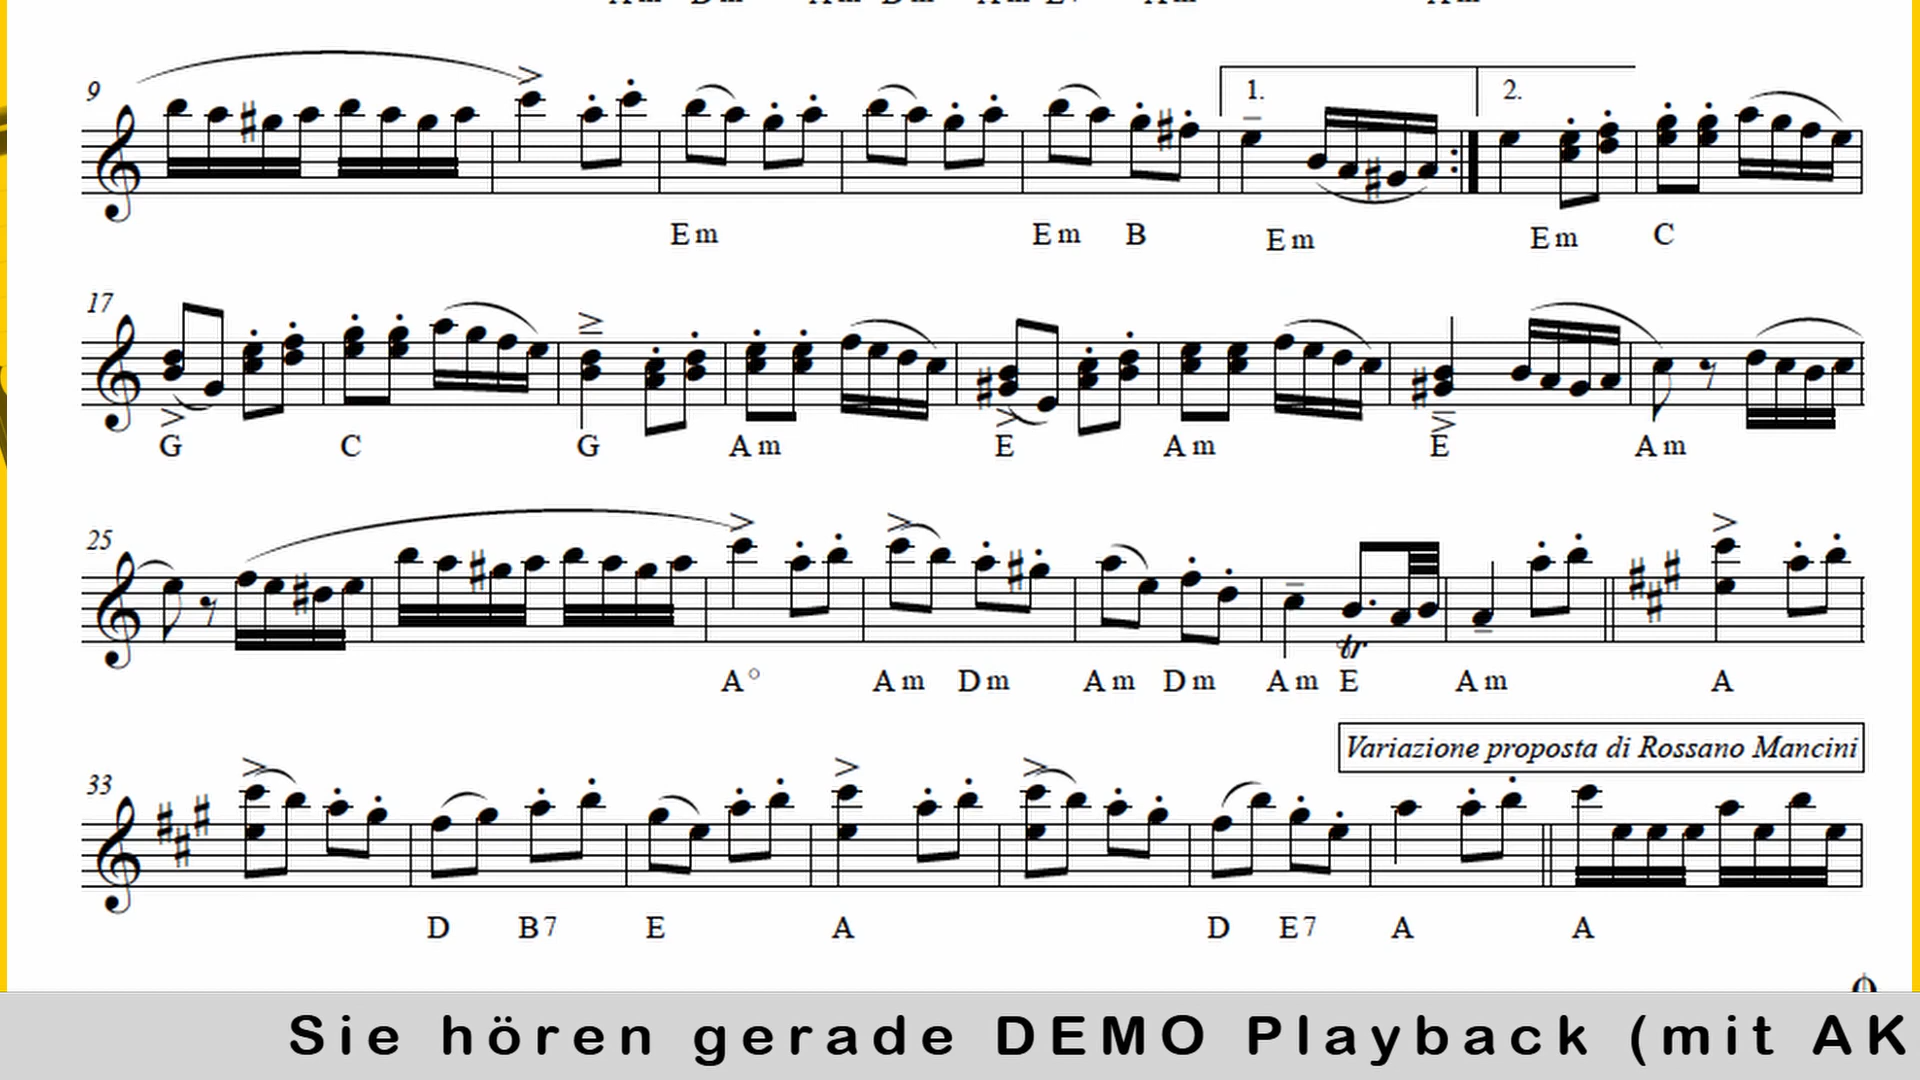 9
1.
2.
Em Em B Em Em C
17
G C G Am E Am E Am
25
tr
A° Am Dm Am Dm Am E Am A
Variazione proposta di Rossano Mancini
33
D B7 E A D E7 A A
Sie hören gerade DEMO Playback (mit AK